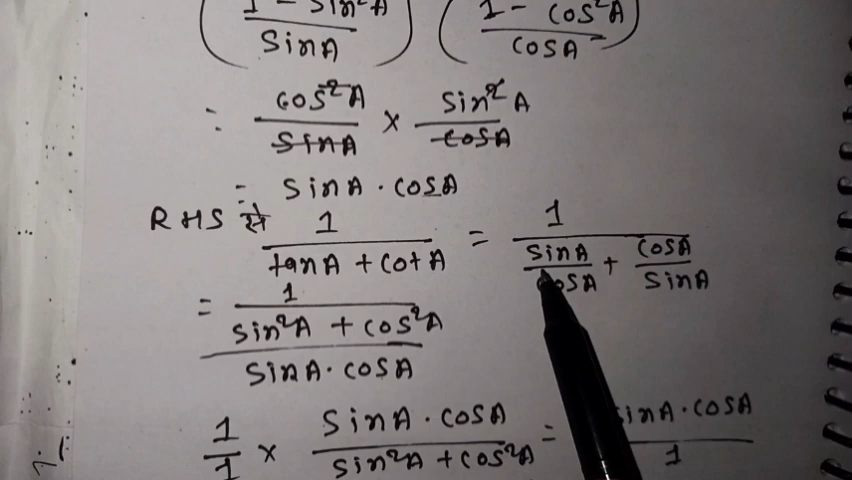 (1 - sin²A / sinA) (1 - cos²A / cosA)
= cos²A / sinA × sin²A / cosA
= sinA . cosA
RHS से 1 / tanA + cotA = 1 / sinA/cosA + cosA/sinA
= 1 / sin²A + cos²A / sinA . cosA
1/1 × sinA . cosA / sin²A + cos²A = sinA . cosA / 1